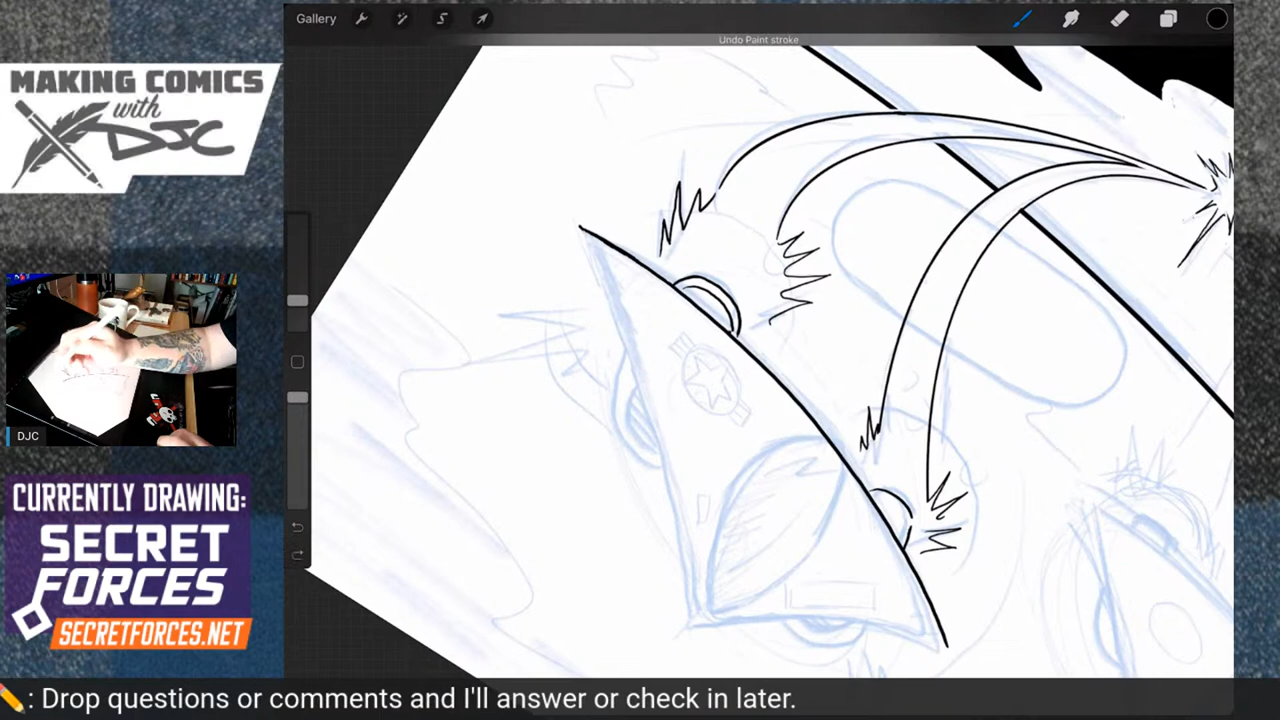 Gallery
Undo Paint stroke
MAKING COMICS
with
DJC
DJC
CURRENTLY DRAWING:
SECRET
FORCES
SECRETFORCES.NET
✏️: Drop questions or comments and I'll answer or check in later.